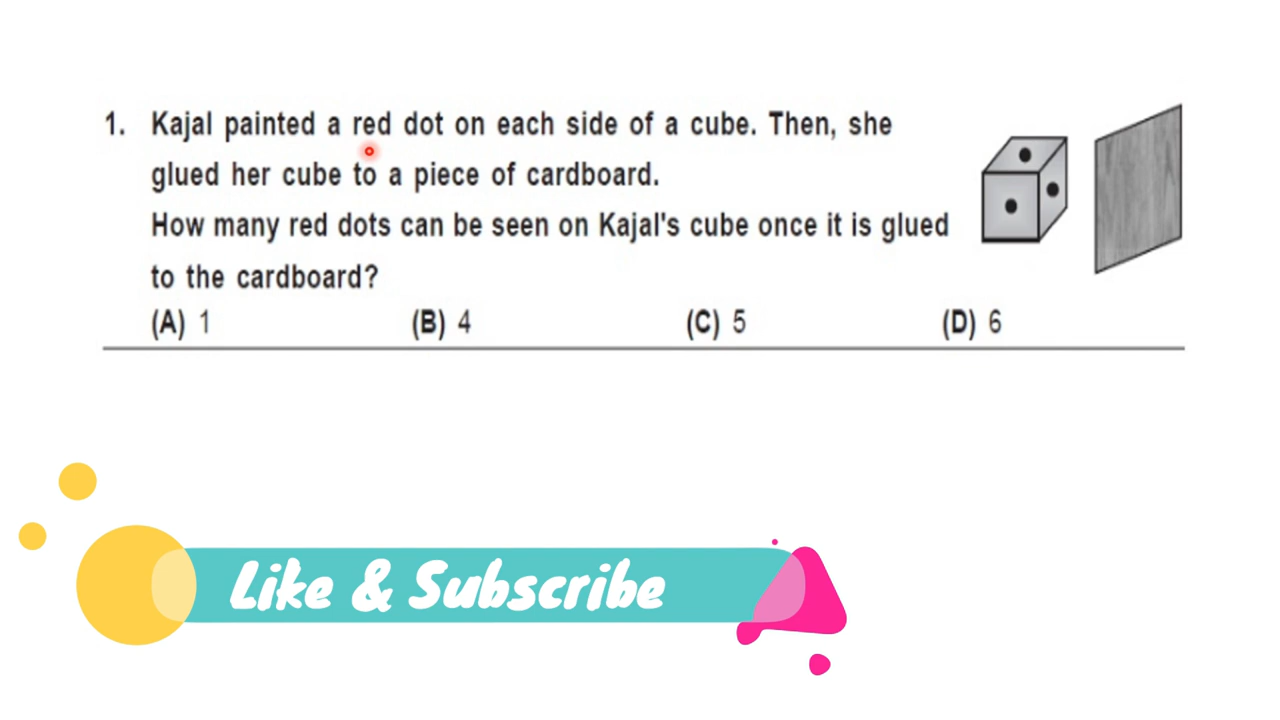 1. Kajal painted a red dot on each side of a cube. Then, she
glued her cube to a piece of cardboard.
How many red dots can be seen on Kajal's cube once it is glued
to the cardboard?
(A) 1 (B) 4 (C) 5 (D) 6
Like & Subscribe